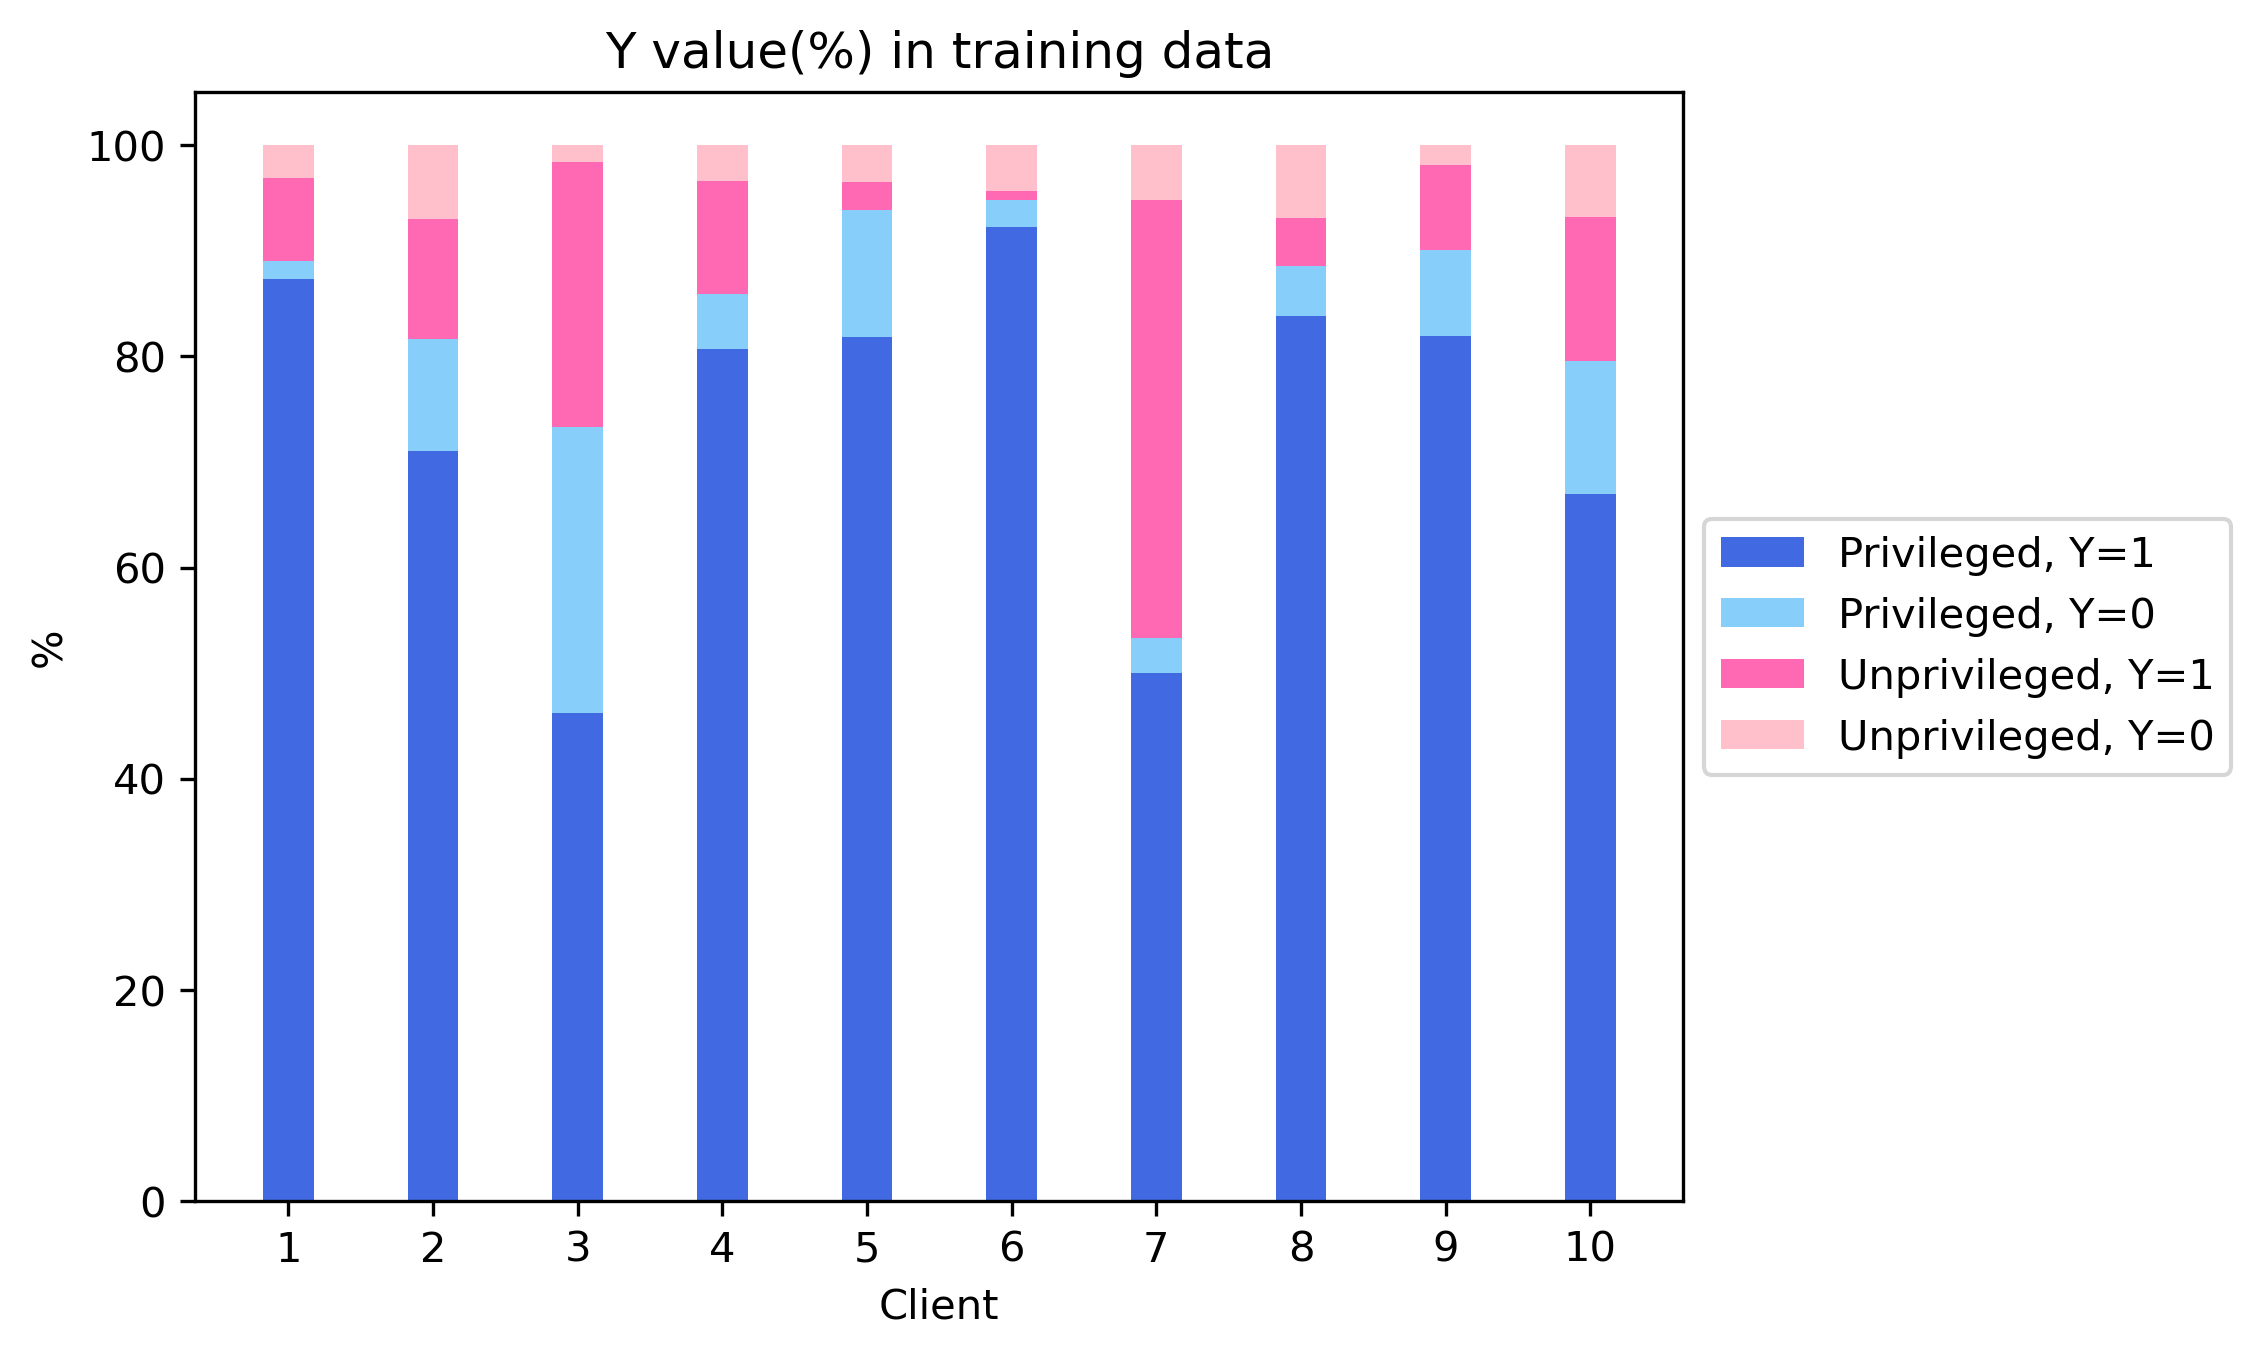 Y value(%) in training data
100
80
60
40
20
0
%
1 2 3 4 5 6 7 8 9 10
Client
Privileged, Y=1
Privileged, Y=0
Unprivileged, Y=1
Unprivileged, Y=0